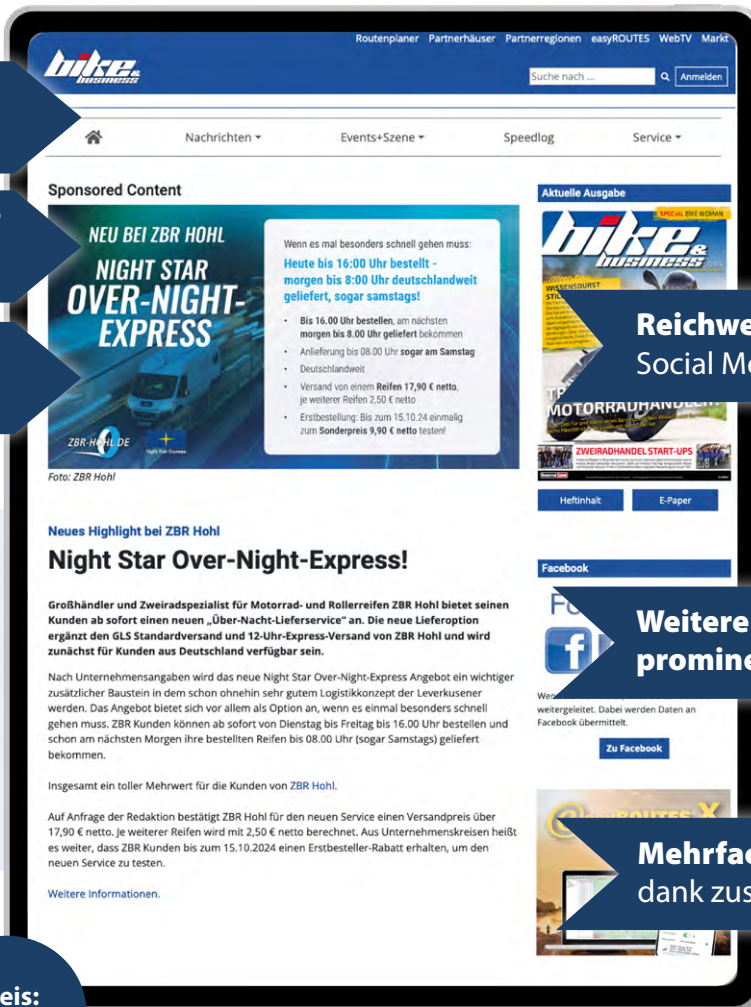 Routenplaner Partnerhäuser Partnerregionen easyROUTES WebTV Markt
bike & business
Suche nach ...
Anmelden
Nachrichten
Events+Szene
Speedlog
Service
Sponsored Content
NEU BEI ZBR HOHL
NIGHT STAR
OVER-NIGHT-
EXPRESS
ZBR-HOHL.DE
Night Star Express
Wenn es mal besonders schnell gehen muss:
Heute bis 16:00 Uhr bestellt -
morgen bis 8:00 Uhr deutschlandweit
geliefert, sogar samstags!
• Bis 16.00 Uhr bestellen, am nächsten
morgen bis 8.00 Uhr geliefert bekommen
• Anlieferung bis 08.00 Uhr sogar am Samstag
• Deutschlandweit
• Versand von einem Reifen 17,90 € netto,
je weiterer Reifen 2,50 € netto
• Erstbestellung: Bis zum 15.10.24 einmalig
zum Sonderpreis 9,90 € netto testen!
Foto: ZBR Hohl
Neues Highlight bei ZBR Hohl
Night Star Over-Night-Express!
Großhändler und Zweiradspezialist für Motorrad- und Rollerreifen ZBR Hohl bietet seinen
Kunden ab sofort einen neuen „Über-Nacht-Lieferservice" an. Die neue Lieferoption
ergänzt den GLS Standardversand und 12-Uhr-Express-Versand von ZBR Hohl und wird
zunächst für Kunden aus Deutschland verfügbar sein.
Nach Unternehmensangaben wird das neue Night Star Over-Night-Express Angebot ein wichtiger
zusätzlicher Baustein in dem schon ohnehin sehr gutem Logistikkonzept der Leverkusener
werden. Das Angebot bietet sich vor allem als Option an, wenn es einmal besonders schnell
gehen muss. ZBR Kunden können ab sofort von Dienstag bis Freitag bis 16.00 Uhr bestellen und
schon am nächsten Morgen ihre bestellten Reifen bis 08.00 Uhr (sogar Samstags) geliefert
bekommen.
Insgesamt ein toller Mehrwert für die Kunden von ZBR Hohl.
Auf Anfrage der Redaktion bestätigt ZBR Hohl für den neuen Service einen Versandpreis über
17,90 € netto. Je weiterer Reifen wird mit 2,50 € netto berechnet. Aus Unternehmenskreisen heißt
es weiter, dass ZBR Kunden bis zum 15.10.2024 einen Erstbesteller-Rabatt erhalten, um den
neuen Service zu testen.
Weitere Informationen.
Aktuelle Ausgabe
SPECIAL BIKE WOMAN
bike &
business
WISSENSDURST
MOTORRADHÄNDLER
ZWEIRADHANDEL START-UPS
Heftinhalt
E-Paper
Reichwe
Social Me
Facebook
Weitere
promine
weitergeleitet. Dabei werden Daten an
Facebook übermittelt.
Zu Facebook
ROUTES X
Mehrfac
dank zus
eis: